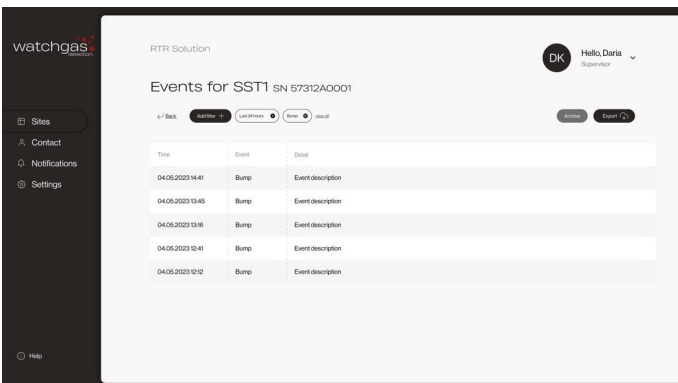 watchgas
detection
RTR Solution
DK
Hello, Daria
Supervisor
Events for SST1 SN 57312A0001
Back
Add filter
Last 24 hours
Bump
clear all
Archive
Export
Sites
Contact
Notifications
Settings
Time Event Detail
04.05.2023 14:41 Bump Event description
04.05.2023 13:45 Bump Event description
04.05.2023 13:16 Bump Event description
04.05.2023 12:41 Bump Event description
04.05.2023 12:12 Bump Event description
Help